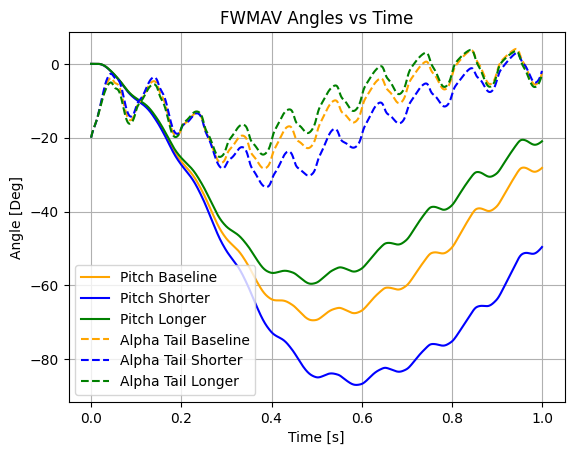 FWMAV Angles vs Time
Angle [Deg]
0
−20
−40
−60
−80
Pitch Baseline
Pitch Shorter
Pitch Longer
Alpha Tail Baseline
Alpha Tail Shorter
Alpha Tail Longer
0.0 0.2 0.4 0.6 0.8 1.0
Time [s]